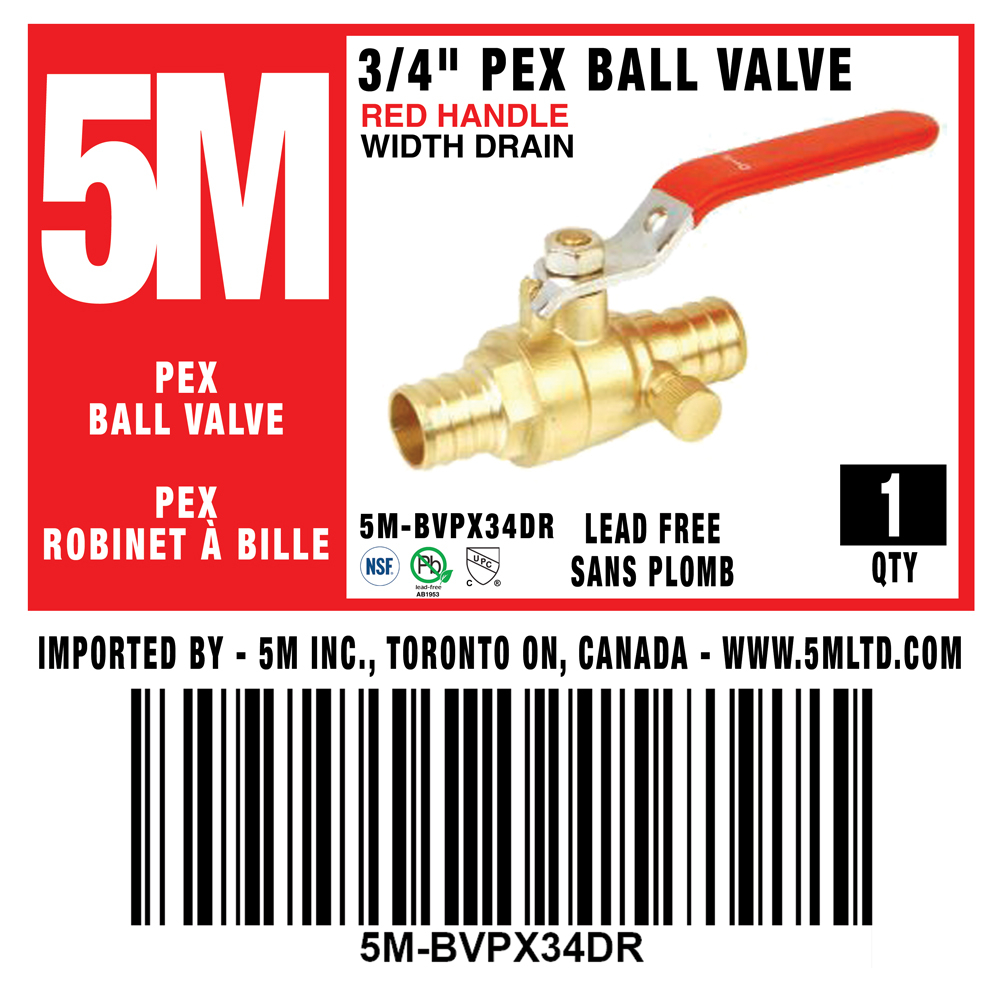 5M
PEX
BALL VALVE
PEX
ROBINET À BILLE
3/4" PEX BALL VALVE
RED HANDLE
WIDTH DRAIN
5M-BVPX34DR
NSF.
Pb
lead-free
AB1953
UPC
C ®
LEAD FREE
SANS PLOMB
1
QTY
IMPORTED BY - 5M INC., TORONTO ON, CANADA - WWW.5MLTD.COM
5M-BVPX34DR